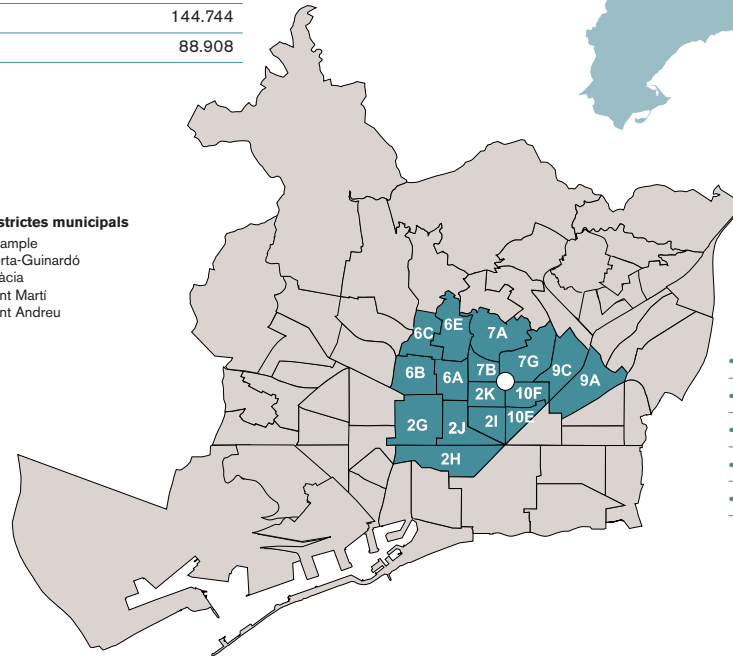 144.744
88.908
strictes municipals
ample
rta-Guinardó
àcia
nt Martí
nt Andreu
6C
6E
7A
6B
6A
7B
7G
9C
9A
2K
10F
2G
2J
2I
10E
2H